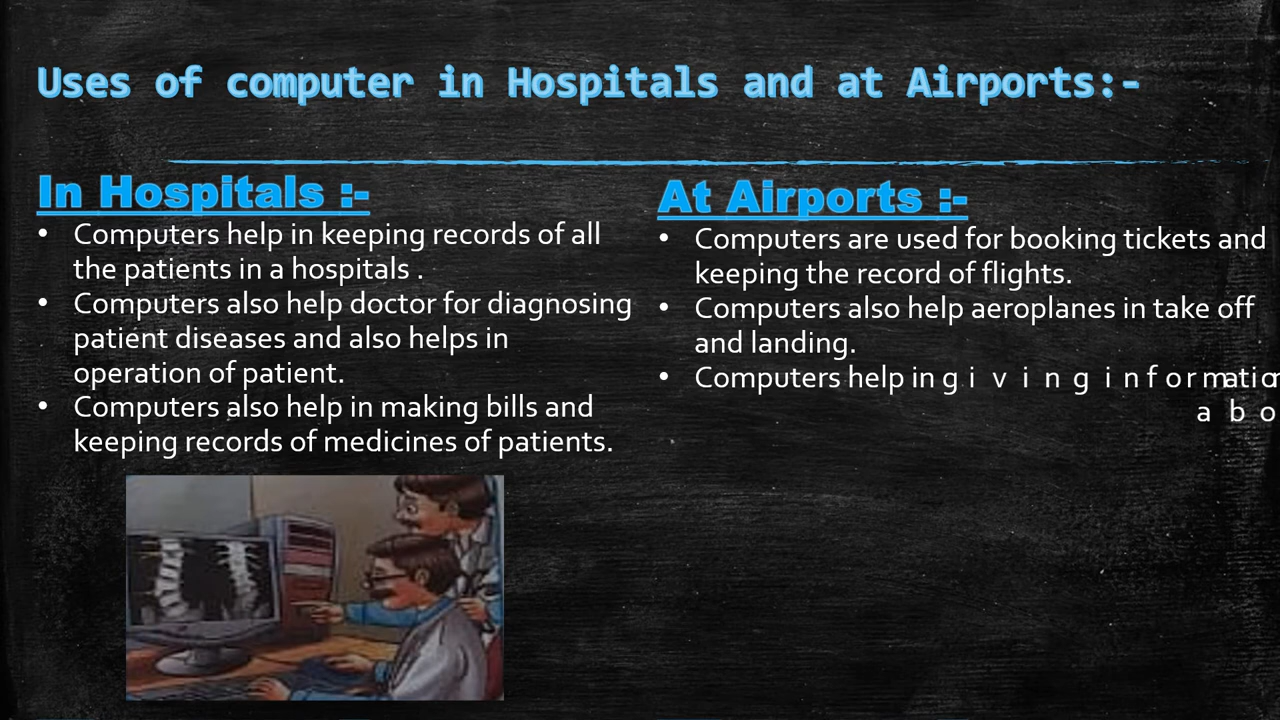 Uses of computer in Hospitals and at Airports:-
In Hospitals :-
• Computers help in keeping records of all
the patients in a hospitals .
• Computers also help doctor for diagnosing
patient diseases and also helps in
operation of patient.
• Computers also help in making bills and
keeping records of medicines of patients.
At Airports :-
• Computers are used for booking tickets and
keeping the record of flights.
• Computers also help aeroplanes in take off
and landing.
• Computers help in giving